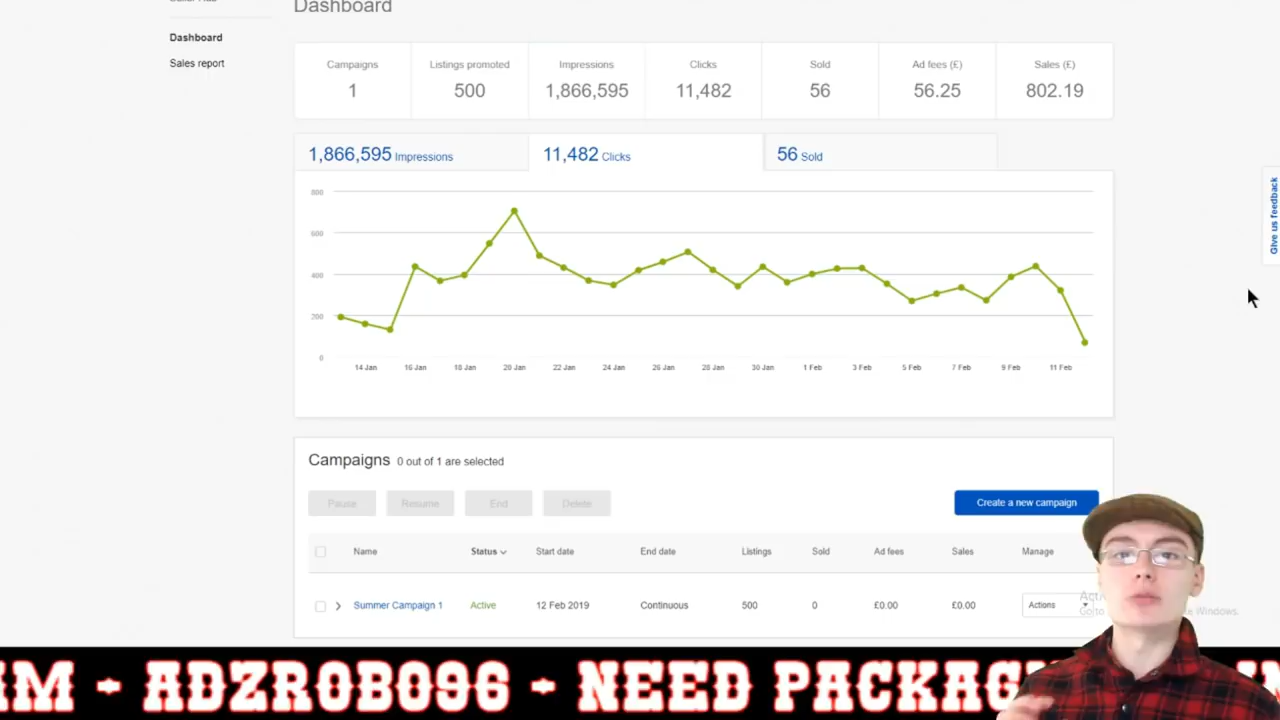 Dashboard
Dashboard
Sales report
Campaigns
1
Listings promoted
500
Impressions
1,866,595
Clicks
11,482
Sold
56
Ad fees (£)
56.25
Sales (£)
802.19
1,866,595 Impressions
11,482 Clicks
56 Sold
800
600
400
200
0
14 Jan 16 Jan 18 Jan 20 Jan 22 Jan 24 Jan 26 Jan 28 Jan 30 Jan 1 Feb 3 Feb 5 Feb 7 Feb 9 Feb 11 Feb
Give us feedback
Campaigns 0 out of 1 are selected
Pause Resume End Delete Create a new campaign
Name Status Start date End date Listings Sold Ad fees Sales Manage
Summer Campaign 1 Active 12 Feb 2019 Continuous 500 0 £0.00 £0.00 Actions
Go to
Windows.
- ADZROB096 - NEED